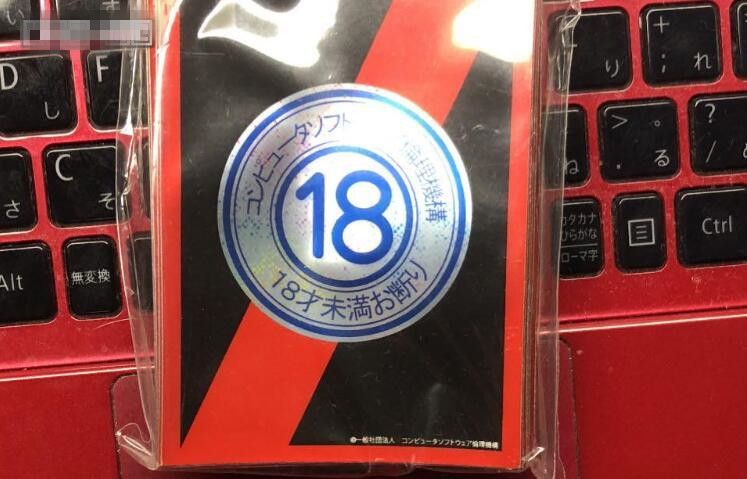 い
D
し
F
り
+
;
れ
コンピュータソフト
倫理機構
18
18才未満お断り
C
そ
さ
ね
>
.
。
る
?
/
Alt
無変換
カタカナ
ひらがな
ローマ字
Ctrl
一般社団法人 コンピュータソフトウェア倫理機構